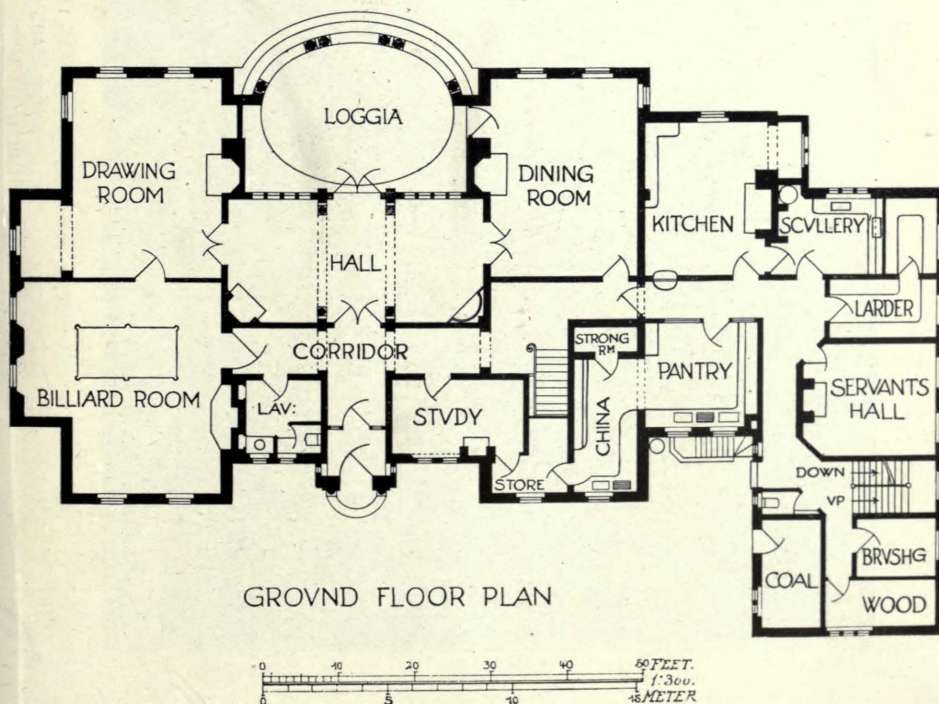 LOGGIA
DRAWING
ROOM
DINING
ROOM
KITCHEN
SCVLLERY
HALL
LARDER
CORRIDOR
STRONG
RM
PANTRY
BILLIARD ROOM
LAV:
STVDY
CHINA
SERVANTS
HALL
STORE
DOWN
VP
BRVSHG
COAL
WOOD
GROVND FLOOR PLAN
0 10 20 30 40 50 FEET.
1:300.
0 5 10 15 METER